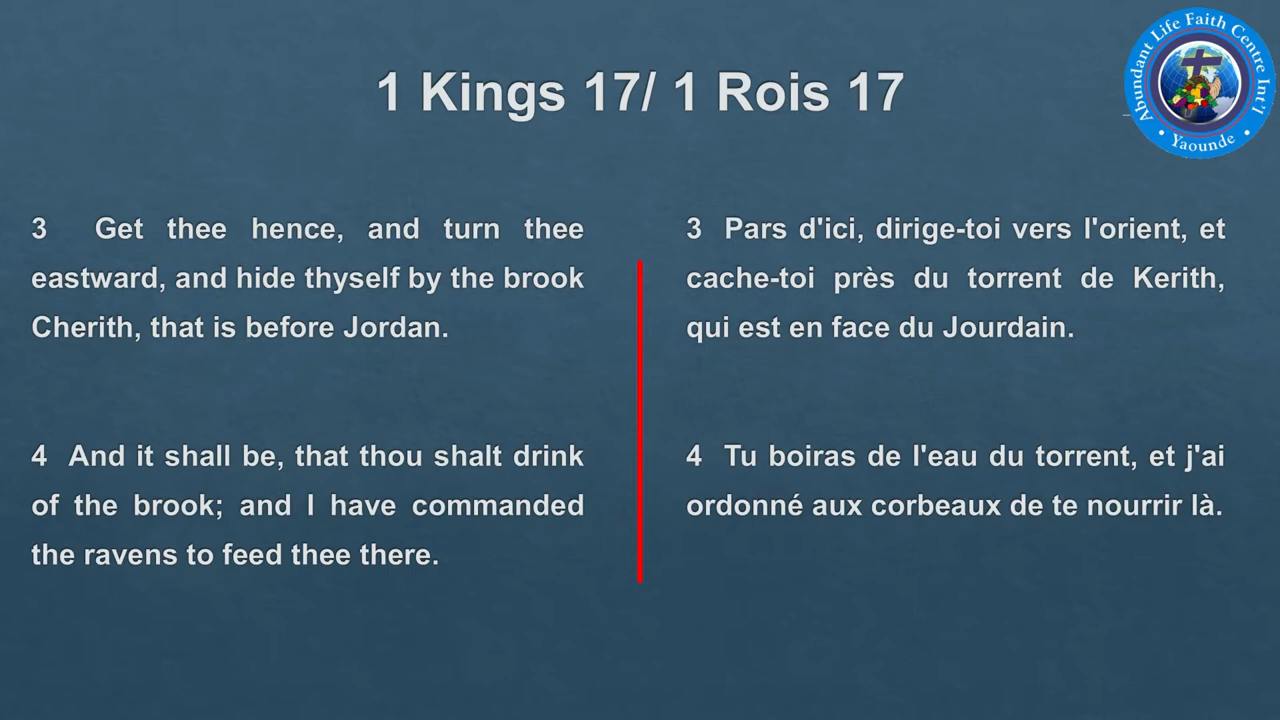 1 Kings 17/ 1 Rois 17
Abundant Life Faith Centre Int'l
• Yaounde •
3 Get thee hence, and turn thee
eastward, and hide thyself by the brook
Cherith, that is before Jordan.
4 And it shall be, that thou shalt drink
of the brook; and I have commanded
the ravens to feed thee there.
3 Pars d'ici, dirige-toi vers l'orient, et
cache-toi près du torrent de Kerith,
qui est en face du Jourdain.
4 Tu boiras de l'eau du torrent, et j'ai
ordonné aux corbeaux de te nourrir là.